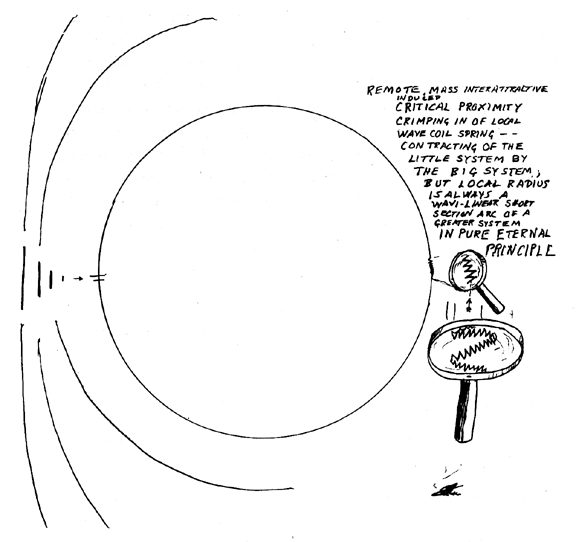 REMOTE, MASS INTERATTRACTIVE
INDUCED
CRITICAL PROXIMITY
CRIMPING IN OF LOCAL
WAVE COIL SPRING --
CONTRACTING OF THE
LITTLE SYSTEM BY
THE BIG SYSTEM,
BUT LOCAL RADIUS
IS ALWAYS A
WAVI-LINEAR SHORT
SECTION ARC OF A
GREATER SYSTEM
IN PURE ETERNAL
PRINCIPLE